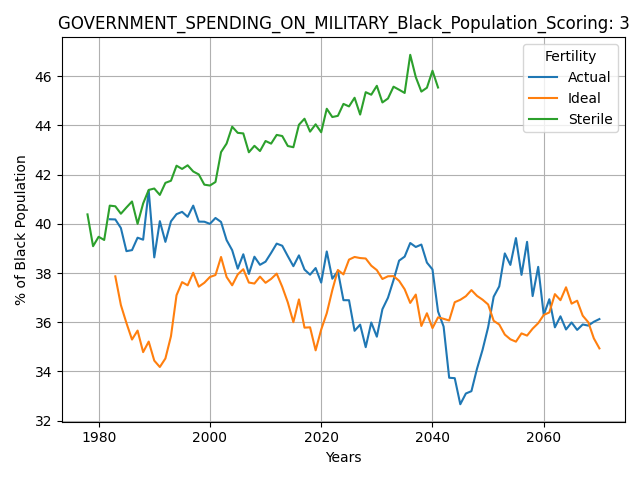 GOVERNMENT_SPENDING_ON_MILITARY_Black_Population_Scoring: 3
Fertility
Actual
Ideal
Sterile
% of Black Population
46
44
42
40
38
36
34
32
1980
2000
2020
2040
2060
Years